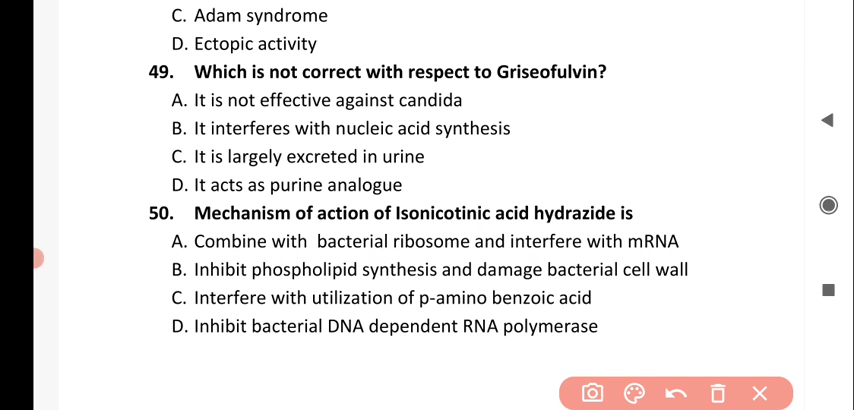 C. Adam syndrome
D. Ectopic activity
49. Which is not correct with respect to Griseofulvin?
A. It is not effective against candida
B. It interferes with nucleic acid synthesis
C. It is largely excreted in urine
D. It acts as purine analogue
50. Mechanism of action of Isonicotinic acid hydrazide is
A. Combine with bacterial ribosome and interfere with mRNA
B. Inhibit phospholipid synthesis and damage bacterial cell wall
C. Interfere with utilization of p-amino benzoic acid
D. Inhibit bacterial DNA dependent RNA polymerase